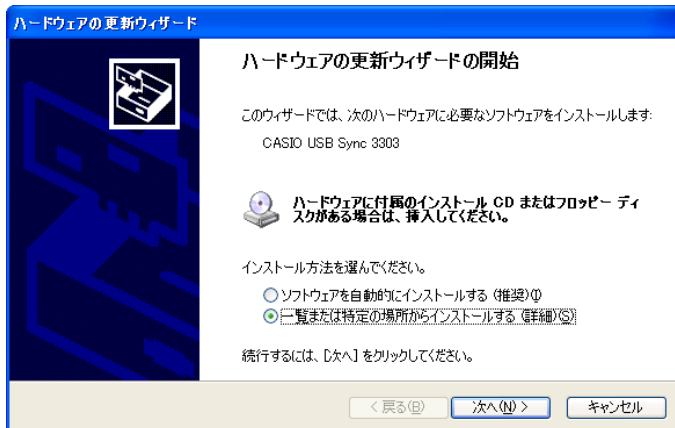 ハードウェアの更新ウィザード
ハードウェアの更新ウィザードの開始
このウィザードでは、次のハードウェアに必要なソフトウェアをインストールします:
CASIO USB Sync 3303
ハードウェアに付属のインストール CD またはフロッピー ディ
スクがある場合は、挿入してください。
インストール方法を選んでください。
ソフトウェアを自動的にインストールする (推奨)(I)
一覧または特定の場所からインストールする (詳細)(S)
続行するには、[次へ] をクリックしてください。
< 戻る(B) 次へ(N) > キャンセル